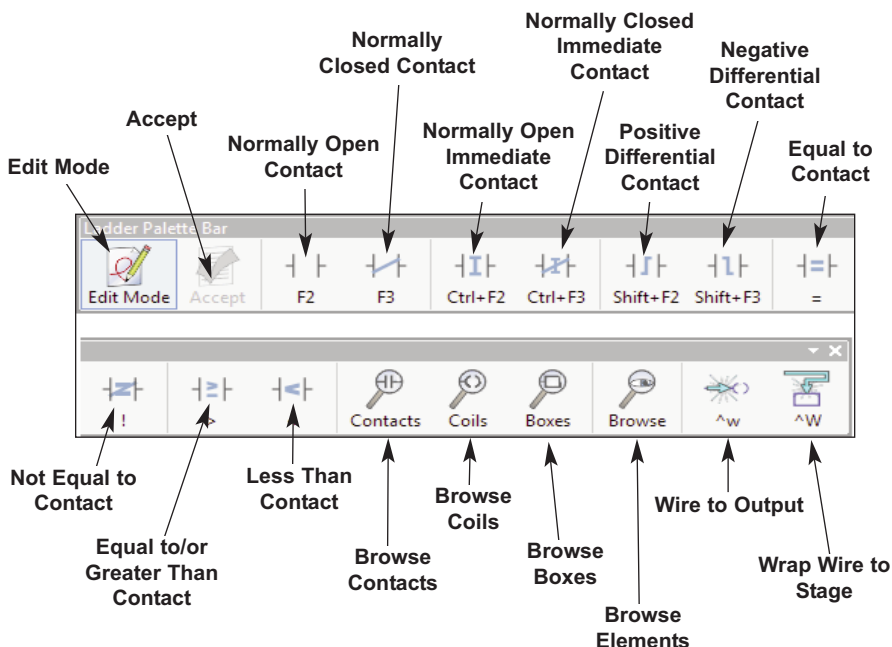 Normally
Closed Contact
Normally Closed
Immediate
Contact
Negative
Differential
Contact
Accept
Normally Open
Contact
Normally Open
Immediate
Contact
Positive
Differential
Contact
Equal to
Contact
Edit Mode
Ladder Palette Bar
Edit Mode
Accept
F2
F3
Ctrl+F2
Ctrl+F3
Shift+F2
Shift+F3
=
!
>
<
Contacts
Coils
Boxes
Browse
^w
^W
Not Equal to
Contact
Less Than
Contact
Browse
Coils
Wire to Output
Equal to/or
Greater Than
Contact
Browse
Contacts
Browse
Boxes
Wrap Wire to
Stage
Browse
Elements